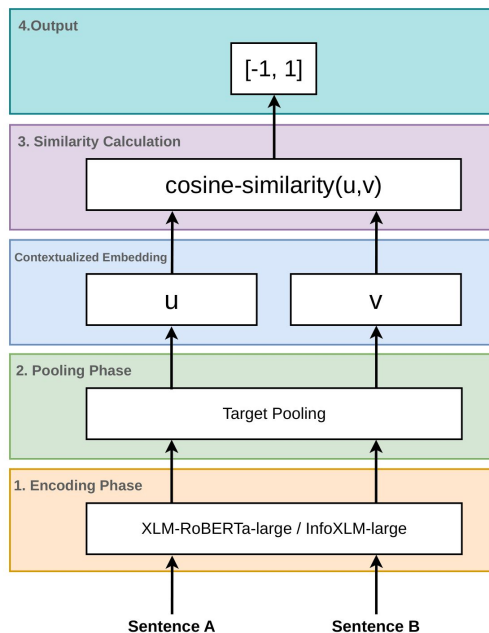 4.Output
[-1, 1]
3. Similarity Calculation
cosine-similarity(u,v)
Contextualized Embedding
u
v
2. Pooling Phase
Target Pooling
1. Encoding Phase
XLM-RoBERTa-large / InfoXLM-large
Sentence A
Sentence B